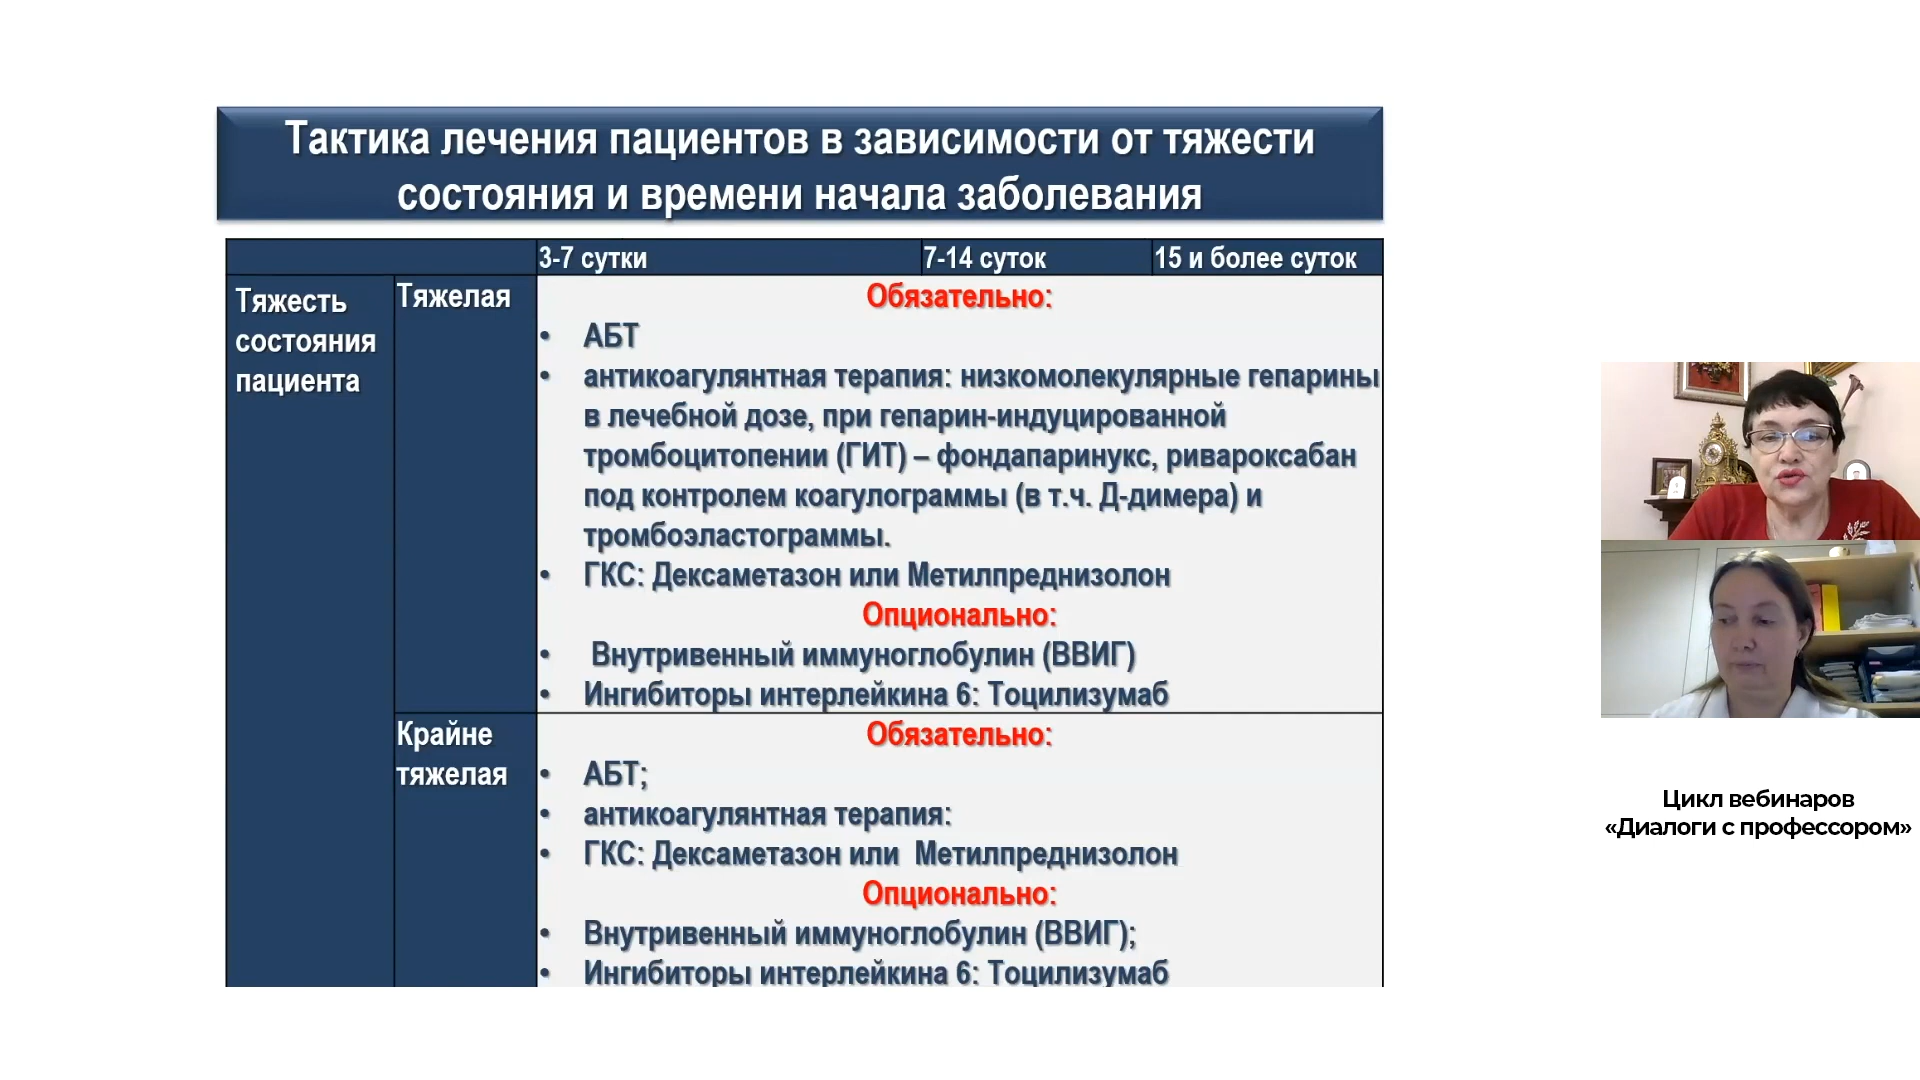 Тактика лечения пациентов в зависимости от тяжести
состояния и времени начала заболевания
3-7 сутки
7-14 суток
15 и более суток
Тяжесть
состояния
пациента
Тяжелая
Обязательно:
• АБТ
• антикоагулянтная терапия: низкомолекулярные гепарины
в лечебной дозе, при гепарин-индуцированной
тромбоцитопении (ГИТ) – фондапаринукс, ривароксабан
под контролем коагулограммы (в т.ч. Д-димера) и
тромбоэластограммы.
• ГКС: Дексаметазон или Метилпреднизолон
Опционально:
• Внутривенный иммуноглобулин (ВВИГ)
• Ингибиторы интерлейкина 6: Тоцилизумаб
Крайне
тяжелая
Обязательно:
• АБТ;
• антикоагулянтная терапия:
• ГКС: Дексаметазон или Метилпреднизолон
Опционально:
• Внутривенный иммуноглобулин (ВВИГ);
• Ингибиторы интерлейкина 6: Тоцилизумаб
Цикл вебинаров
«Диалоги с профессором»